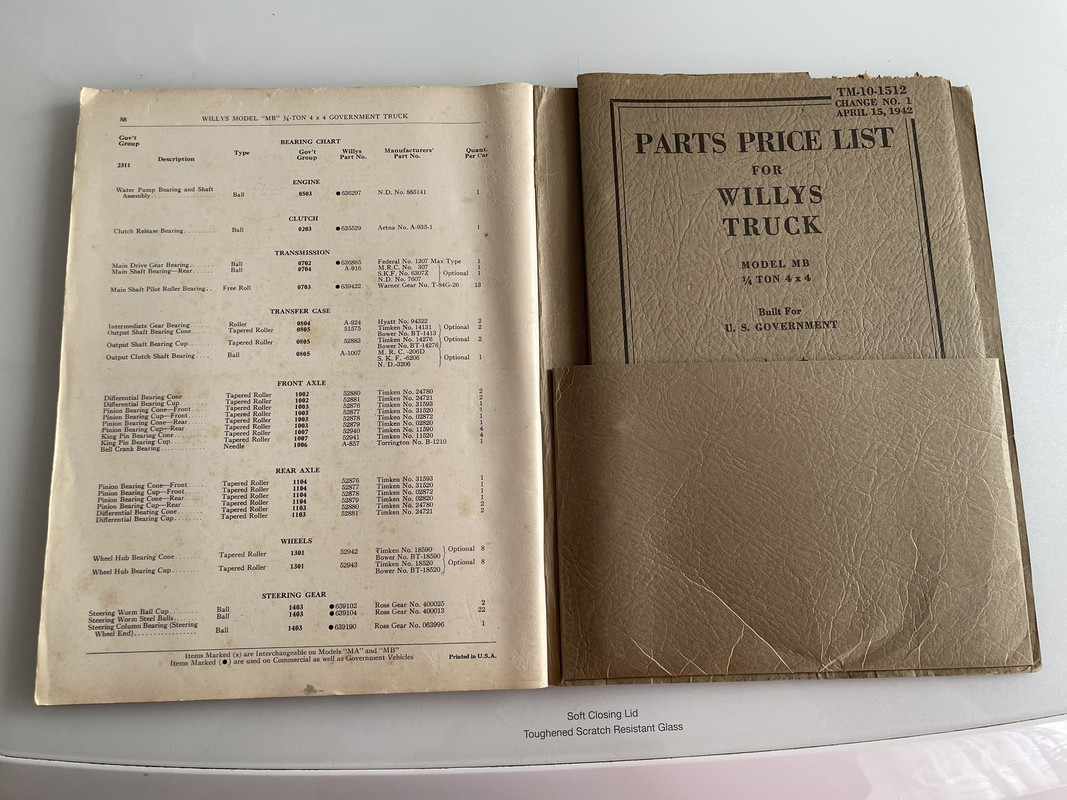 88
WILLYS MODEL "MB" ¼-TON 4 x 4 GOVERNMENT TRUCK
BEARING CHART
Gov't Group Description Type Gov't Group Willys Part No. Manufacturers' Part No. Quant. Per Car
2311
ENGINE
Water Pump Bearing and Shaft
Assembly Ball 0503 ●636297 N.D. No. 885141 1
CLUTCH
Clutch Release Bearing Ball 0203 ●635529 Aetna No. A-935-1 1
TRANSMISSION
Main Drive Gear Bearing Ball 0702 ●636885 Federal No. 1207 Max Type 1
Main Shaft Bearing—Rear Ball 0704 A-916 M.R.C. No. 307 1
S.K.F. No. 6307Z Optional 1
N.D. No. 7607
Main Shaft Pilot Roller Bearing Free Roll 0703 ●639422 Warner Gear No. T-84G-26 13
TRANSFER CASE
Intermediate Gear Bearing Roller 0804 A-924 Hyatt No. 94322 2
Output Shaft Bearing Cone Tapered Roller 0805 51575 Timken No. 14131 Optional 2
Bower No. BT-1413
Output Shaft Bearing Cup Tapered Roller 0805 52883 Timken No. 14276 Optional 2
Bower No. BT-14276
Output Clutch Shaft Bearing Ball 0805 A-1007 M. R. C. -206D
S. K. F. -6206 Optional 1
N. D.-3206
FRONT AXLE
Differential Bearing Cone Tapered Roller 1002 52880 Timken No. 24780 2
Differential Bearing Cup Tapered Roller 1002 52881 Timken No. 24721 2
Pinion Bearing Cone—Front Tapered Roller 1003 52876 Timken No. 31593 1
Pinion Bearing Cup—Front Tapered Roller 1003 52877 Timken No. 31520 1
Pinion Bearing Cone—Rear Tapered Roller 1003 52878 Timken No. 02872 1
Pinion Bearing Cup—Rear Tapered Roller 1003 52879 Timken No. 02820 1
King Pin Bearing Cone Tapered Roller 1007 52940 Timken No. 11590 4
King Pin Bearing Cup Tapered Roller 1007 52941 Timken No. 11520 4
Bell Crank Bearing Needle 1006 A-857 Torrington No. B-1210 1
REAR AXLE
Pinion Bearing Cone—Front Tapered Roller 1104 52876 Timken No. 31593 1
Pinion Bearing Cup—Front Tapered Roller 1104 52877 Timken No. 31520 1
Pinion Bearing Cone—Rear Tapered Roller 1104 52878 Timken No. 02872 1
Pinion Bearing Cup—Rear Tapered Roller 1104 52879 Timken No. 02820 1
Differential Bearing Cone Tapered Roller 1103 52880 Timken No. 24780 2
Differential Bearing Cup Tapered Roller 1103 52881 Timken No. 24721 2
WHEELS
Wheel Hub Bearing Cone Tapered Roller 1301 52942 Timken No. 18590 Optional 8
Bower No. BT-18590
Wheel Hub Bearing Cup Tapered Roller 1301 52943 Timken No. 18520 Optional 8
Bower No. BT-18520
STEERING GEAR
Steering Worm Ball Cup Ball 1403 ●639102 Ross Gear No. 400025 2
Steering Worm Steel Balls Ball 1403 ●639104 Ross Gear No. 400013 22
Steering Column Bearing (Steering
Wheel End) Ball 1403 ●639190 Ross Gear No. 063996 1
Items Marked (x) are Interchangeable on Models "MA" and "MB"
Items Marked (●) are used on Commercial as well as Government Vehicles
Printed in U.S.A.
TM-10-1512
CHANGE NO. 1
APRIL 15, 1942
PARTS PRICE LIST
FOR
WILLYS
TRUCK
MODEL MB
¼ TON 4 x 4
Built For
U. S. GOVERNMENT
Soft Closing Lid
Toughened Scratch Resistant Glass